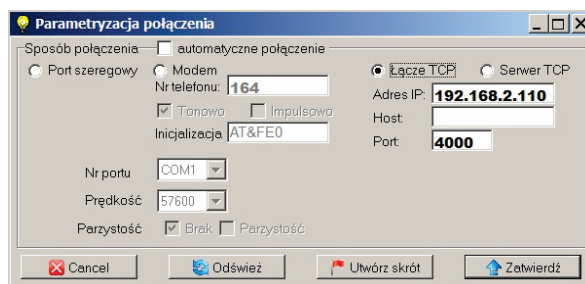 Parametryzacja połączenia
Sposób połączenia automatyczne połączenie
Port szeregowy Modem Łącze TCP Serwer TCP
Nr telefonu: 164 Adres IP: 192.168.2.110
Tonowo Impulsowo Host:
Inicjalizacja AT&FE0 Port: 4000
Nr portu COM1
Prędkość 57600
Parzystość Brak Parzystość
Cancel Odśwież Utwórz skrót Zatwierdź